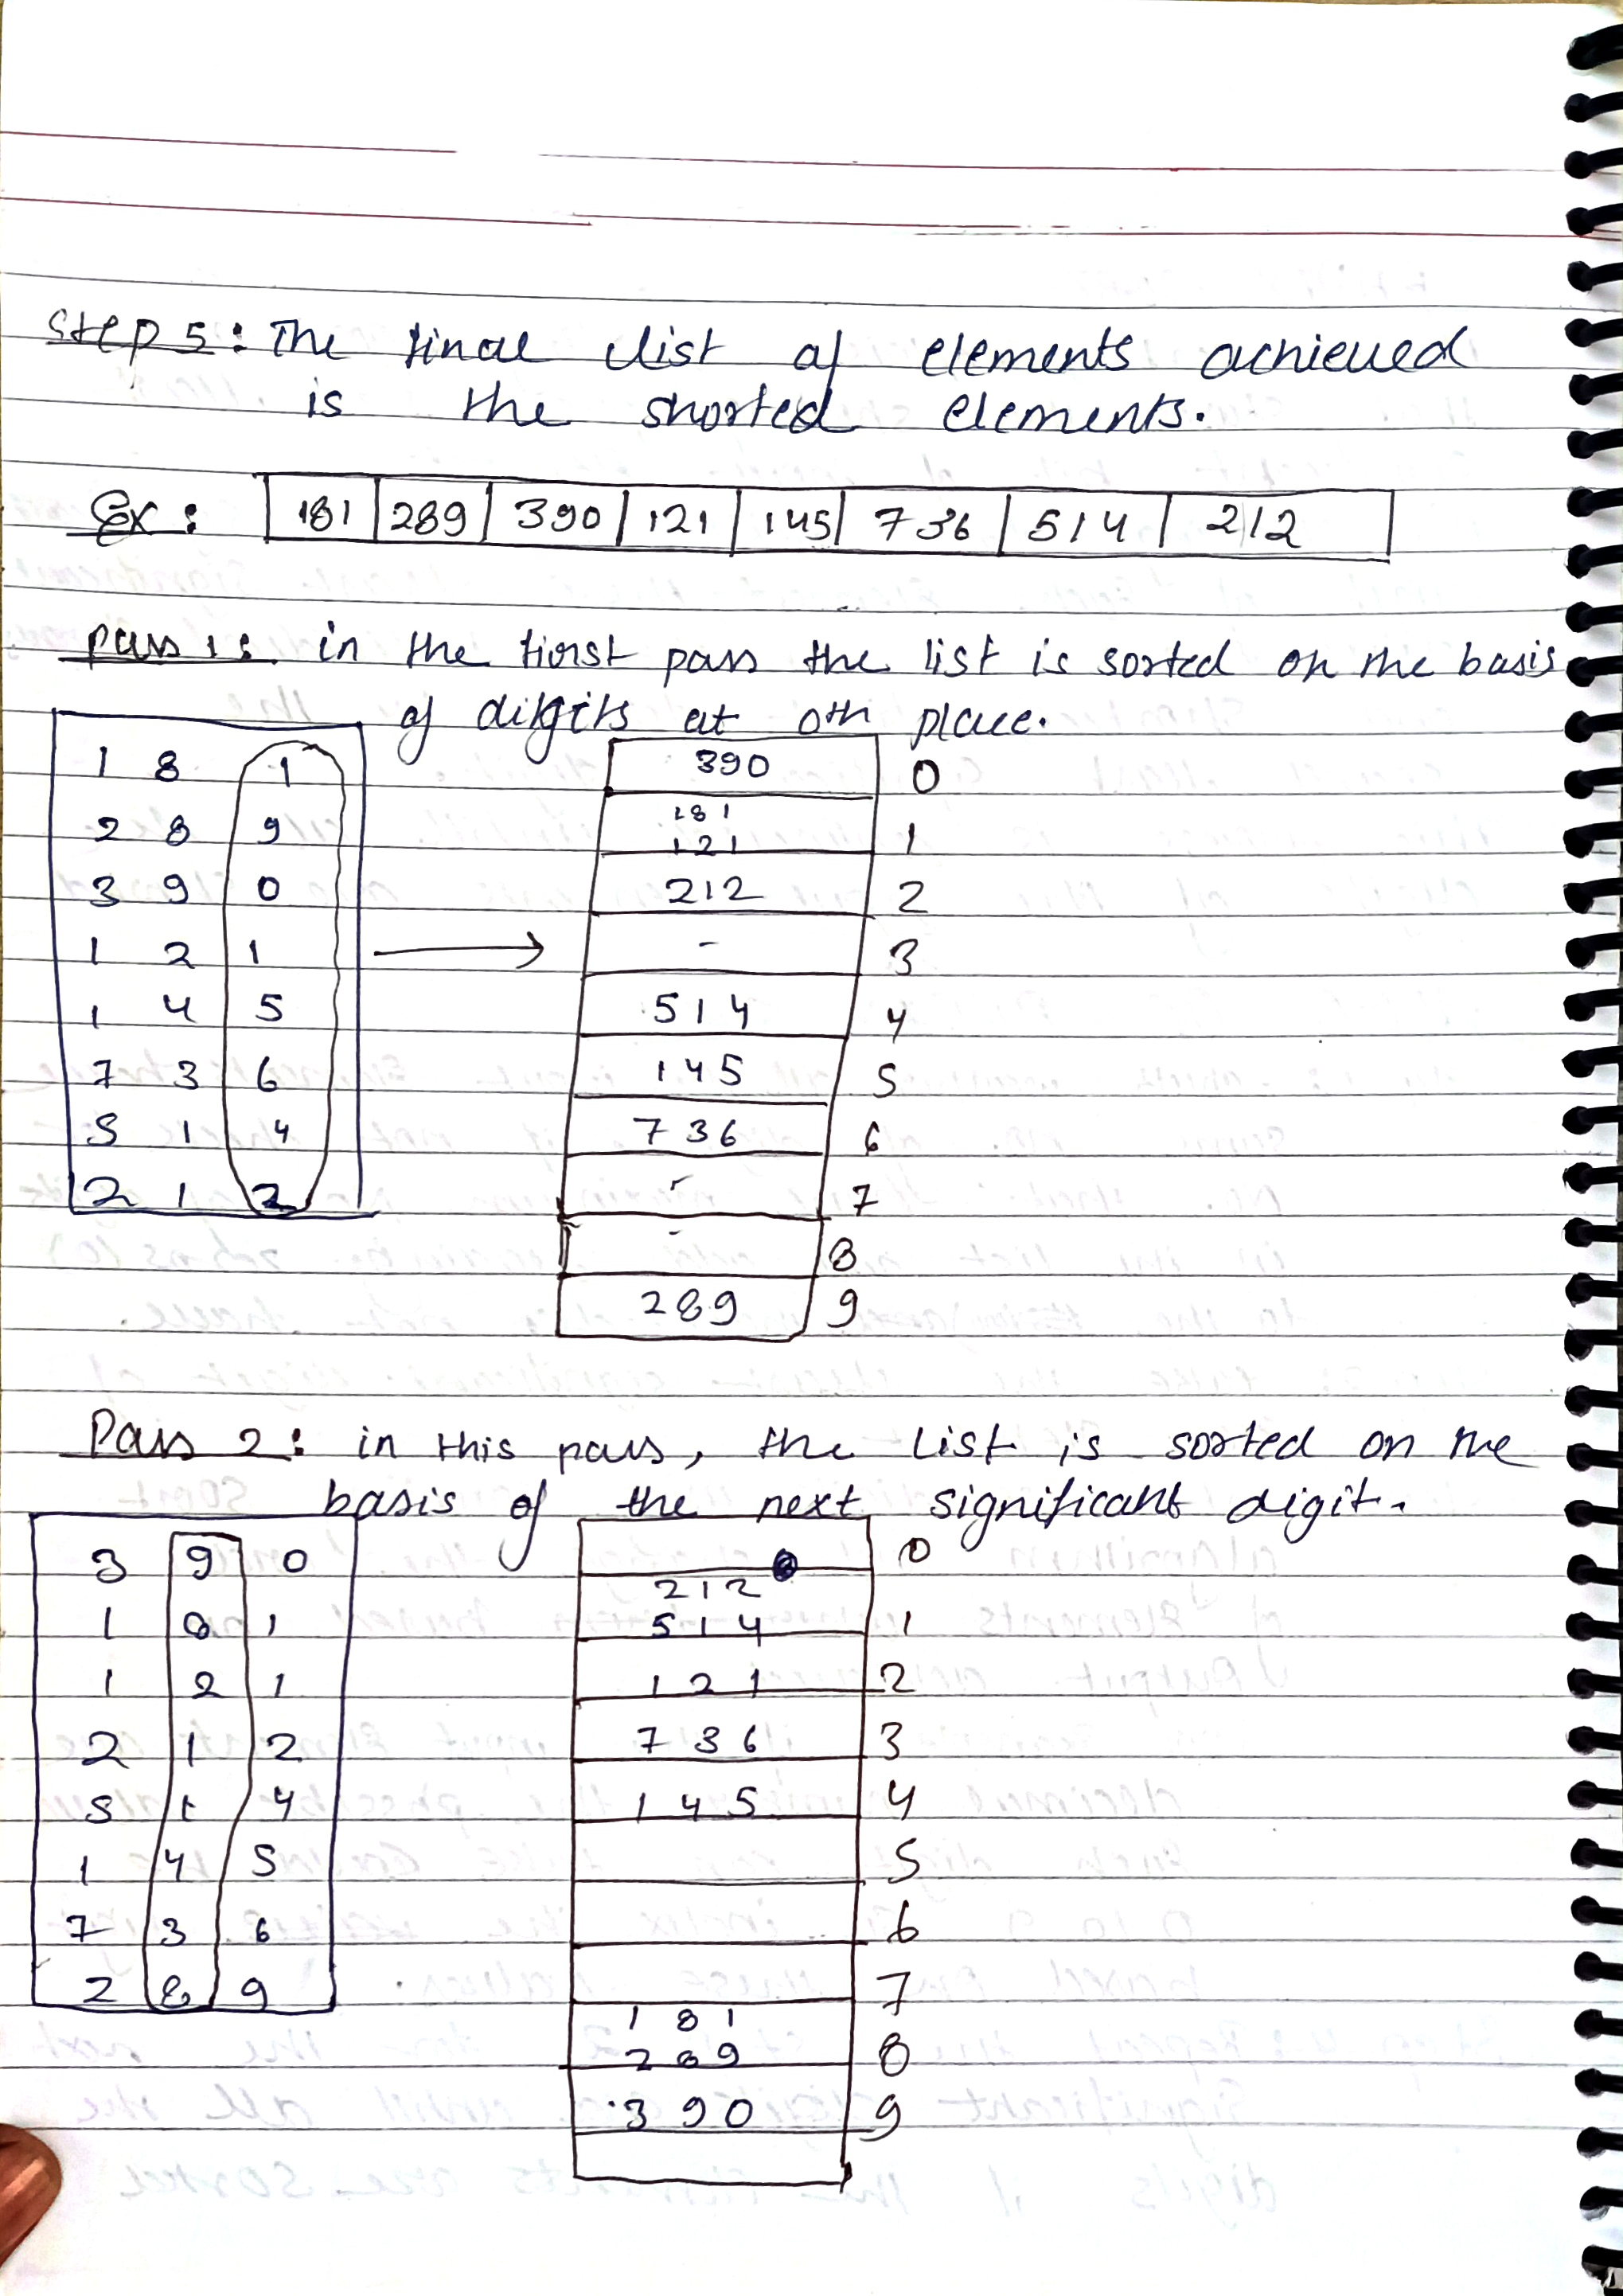 Step 5: The final list of elements achieved
is the shorted elements.
Ex: 181 289 390 121 145 736 514 212
pass 1: in the first pass the list is sorted on the basis
of digits at 0th place.
1 8 1
2 8 9
3 9 0
1 2 1
1 4 5
7 3 6
5 1 4
2 1 2
390 0
181
121 1
212 2
- 3
514 4
145 5
736 6
- 7
- 8
289 9
Pass 2: in this pass, the list is sorted on the
basis of the next significant digit.
3 9 0
1 8 1
1 2 1
2 1 2
5 1 4
1 4 5
7 3 6
2 8 9
0
212
514 1
121 2
736 3
145 4
5
6
7
181
289 8
390 9